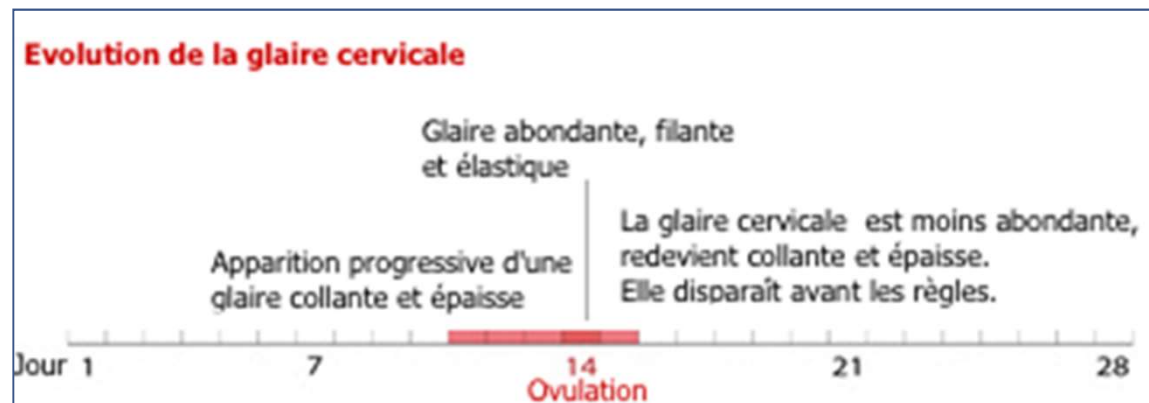 Evolution de la glaire cervicale
Glaire abondante, filante
et élastique
Apparition progressive d'une
glaire collante et épaisse
La glaire cervicale est moins abondante,
redevient collante et épaisse.
Elle disparaît avant les règles.
Jour 1 7 14 21 28
Ovulation